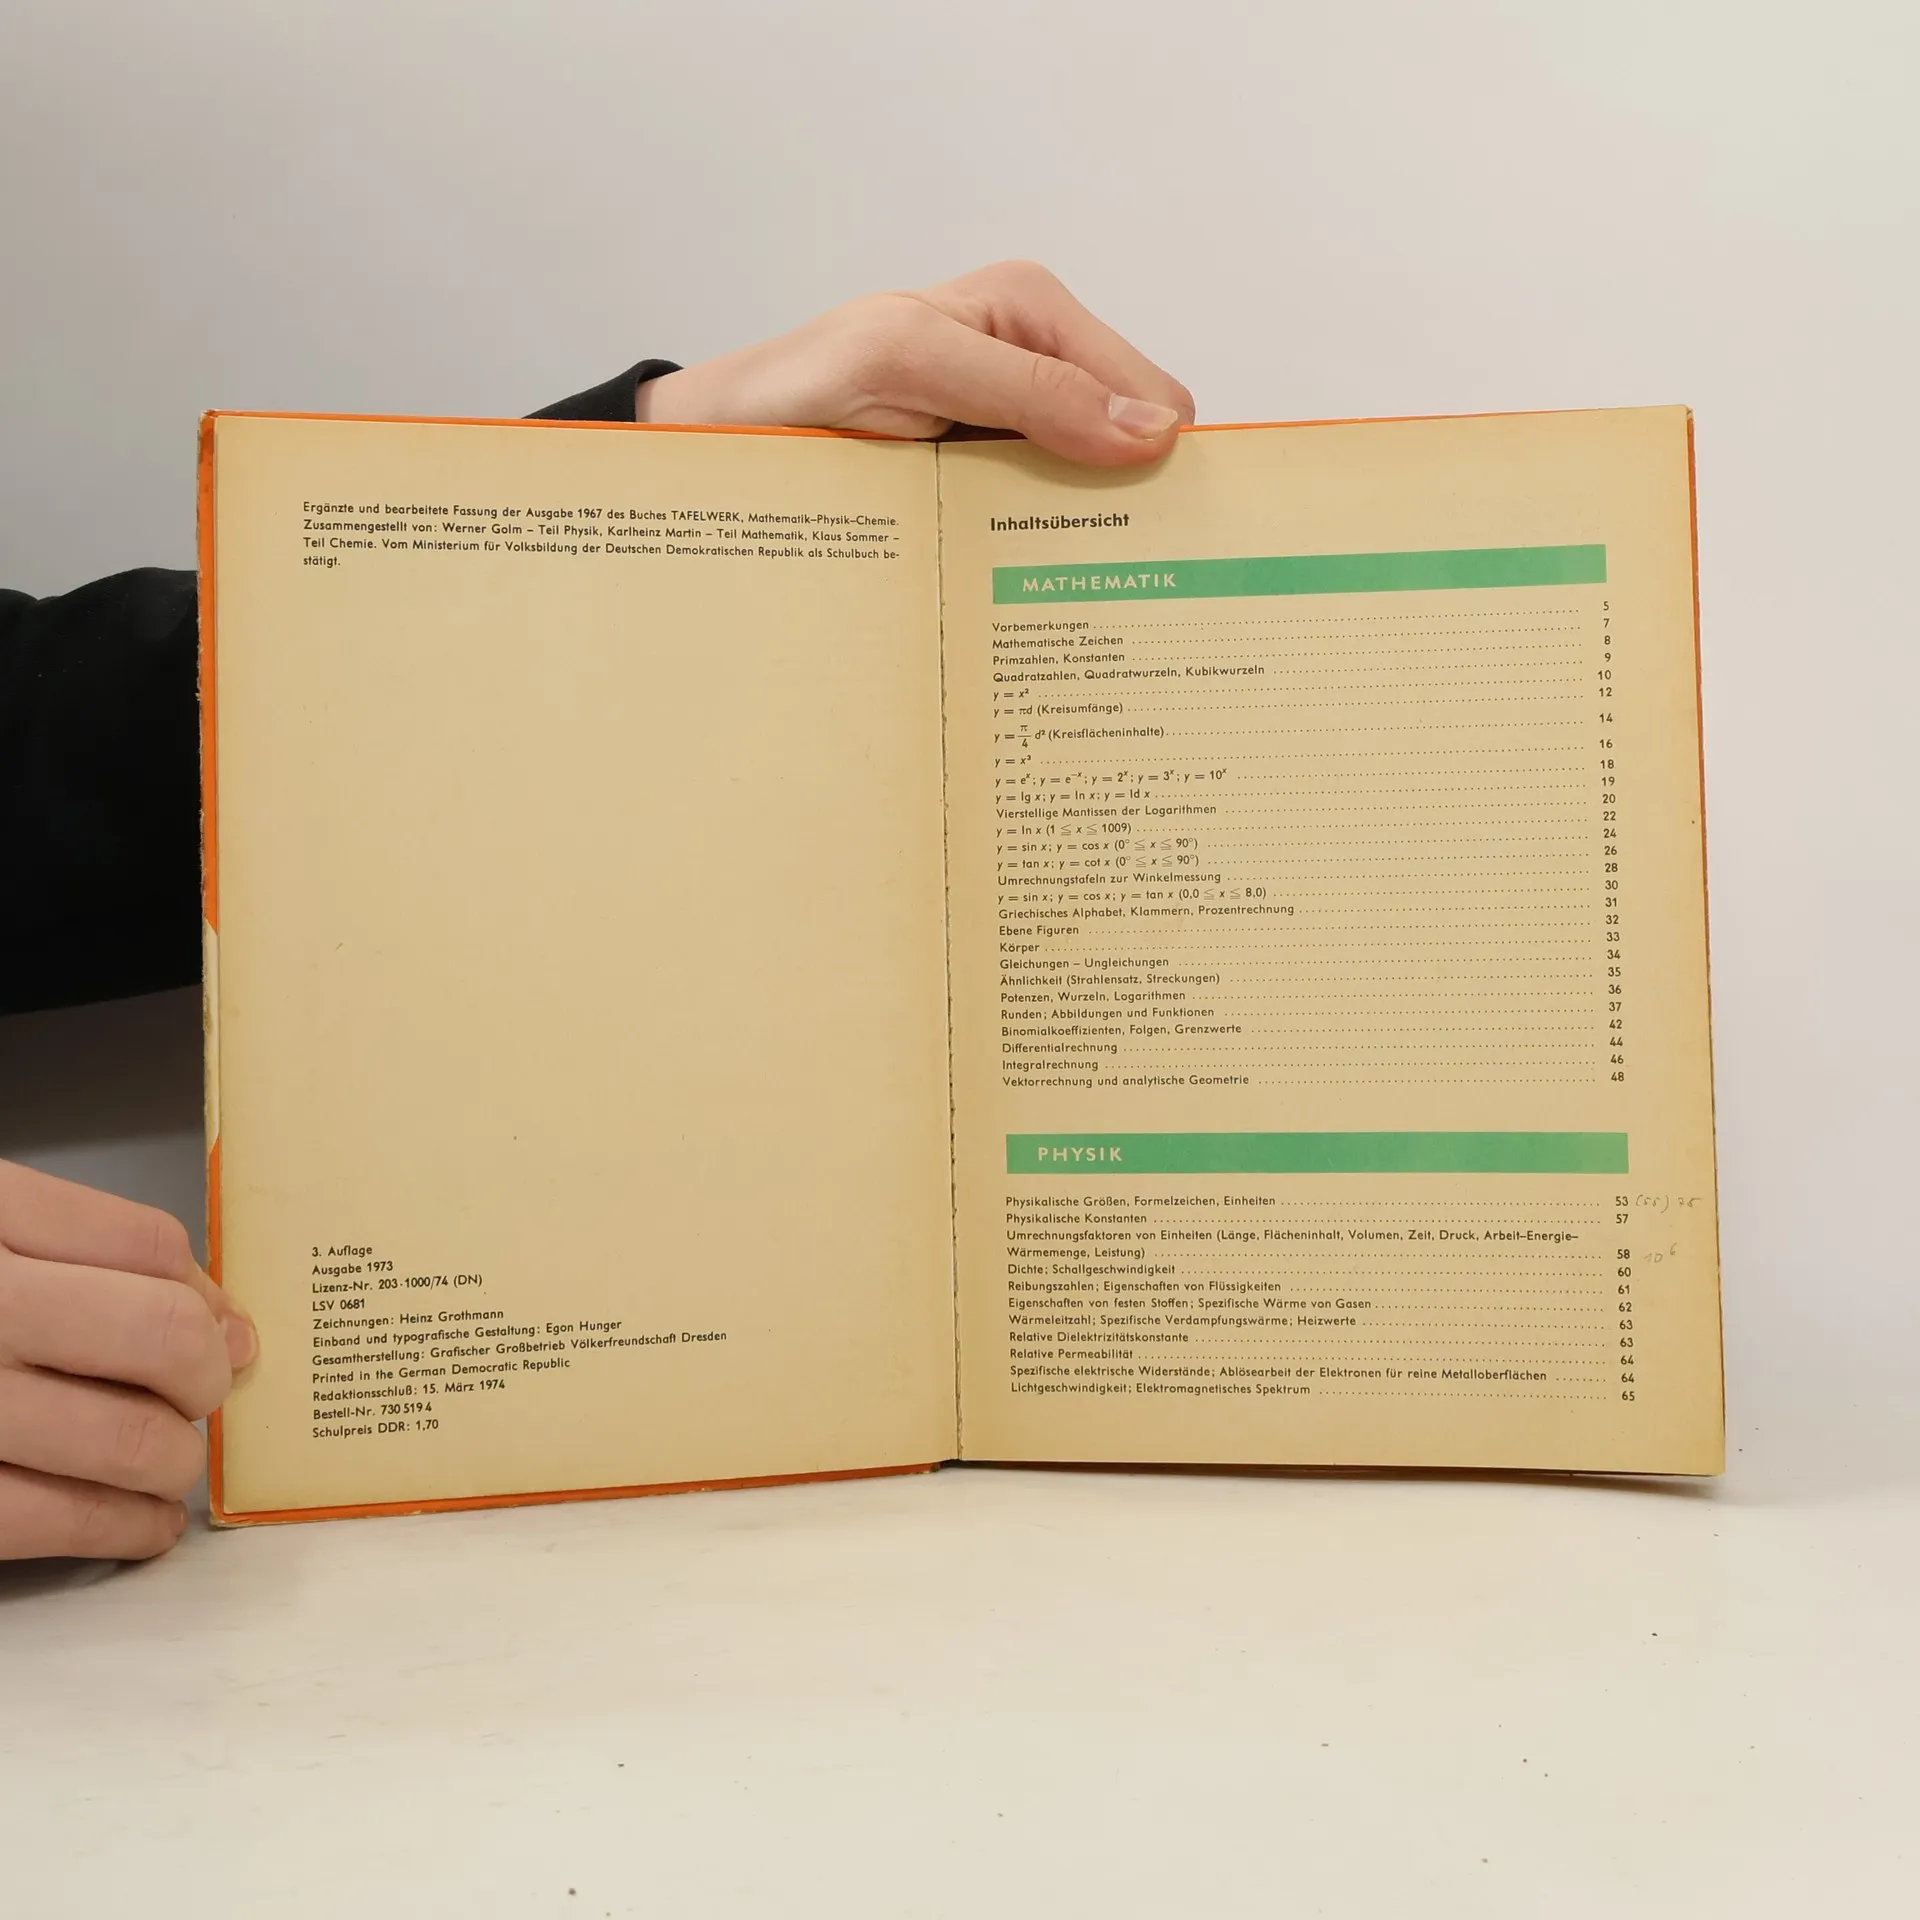 Ergänzte und bearbeitete Fassung der Ausgabe 1967 des Buches TAFELWERK, Mathematik–Physik–Chemie.
Zusammengestellt von: Werner Golm – Teil Physik, Karlheinz Martin – Teil Mathematik, Klaus Sommer –
Teil Chemie. Vom Ministerium für Volksbildung der Deutschen Demokratischen Republik als Schulbuch be-
stätigt.
3. Auflage
Ausgabe 1973
Lizenz-Nr. 203·1000/74 (DN)
LSV 0681
Zeichnungen: Heinz Grothmann
Einband und typografische Gestaltung: Egon Hunger
Gesamtherstellung: Grafischer Großbetrieb Völkerfreundschaft Dresden
Printed in the German Democratic Republic
Redaktionsschluß: 15. März 1974
Bestell-Nr. 730 519 4
Schulpreis DDR: 1,70
Inhaltsübersicht
MATHEMATIK
Vorbemerkungen 5
Mathematische Zeichen 7
Primzahlen, Konstanten 8
Quadratzahlen, Quadratwurzeln, Kubikwurzeln 9
y = x² 10
y = πd (Kreisumfänge) 12
y = π/4 d² (Kreisflächeninhalte) 14
y = x³ 16
y = eˣ; y = e⁻ˣ; y = 2ˣ; y = 3ˣ; y = 10ˣ 18
y = lg x; y = ln x; y = ld x 19
Vierstellige Mantissen der Logarithmen 20
y = ln x (1 ≦ x ≦ 1009) 22
y = sin x; y = cos x (0° ≦ x ≦ 90°) 24
y = tan x; y = cot x (0° ≦ x ≦ 90°) 26
Umrechnungstafeln zur Winkelmessung 28
y = sin x; y = cos x; y = tan x (0,0 ≦ x ≦ 8,0) 30
Griechisches Alphabet, Klammern, Prozentrechnung 31
Ebene Figuren 32
Körper 33
Gleichungen – Ungleichungen 34
Ähnlichkeit (Strahlensatz, Streckungen) 35
Potenzen, Wurzeln, Logarithmen 36
Runden; Abbildungen und Funktionen 37
Binomialkoeffizienten, Folgen, Grenzwerte 42
Differentialrechnung 44
Integralrechnung 46
Vektorrechnung und analytische Geometrie 48
PHYSIK
Physikalische Größen, Formelzeichen, Einheiten 53
Physikalische Konstanten 57
Umrechnungsfaktoren von Einheiten (Länge, Flächeninhalt, Volumen, Zeit, Druck, Arbeit–Energie–
Wärmemenge, Leistung) 58 10⁶
Dichte; Schallgeschwindigkeit 60
Reibungszahlen; Eigenschaften von Flüssigkeiten 61
Eigenschaften von festen Stoffen; Spezifische Wärme von Gasen 62
Wärmeleitzahl; Spezifische Verdampfungswärme; Heizwerte 63
Relative Dielektrizitätskonstante 63
Relative Permeabilität 64
Spezifische elektrische Widerstände; Ablösearbeit der Elektronen für reine Metalloberflächen 64
Lichtgeschwindigkeit; Elektromagnetisches Spektrum 65